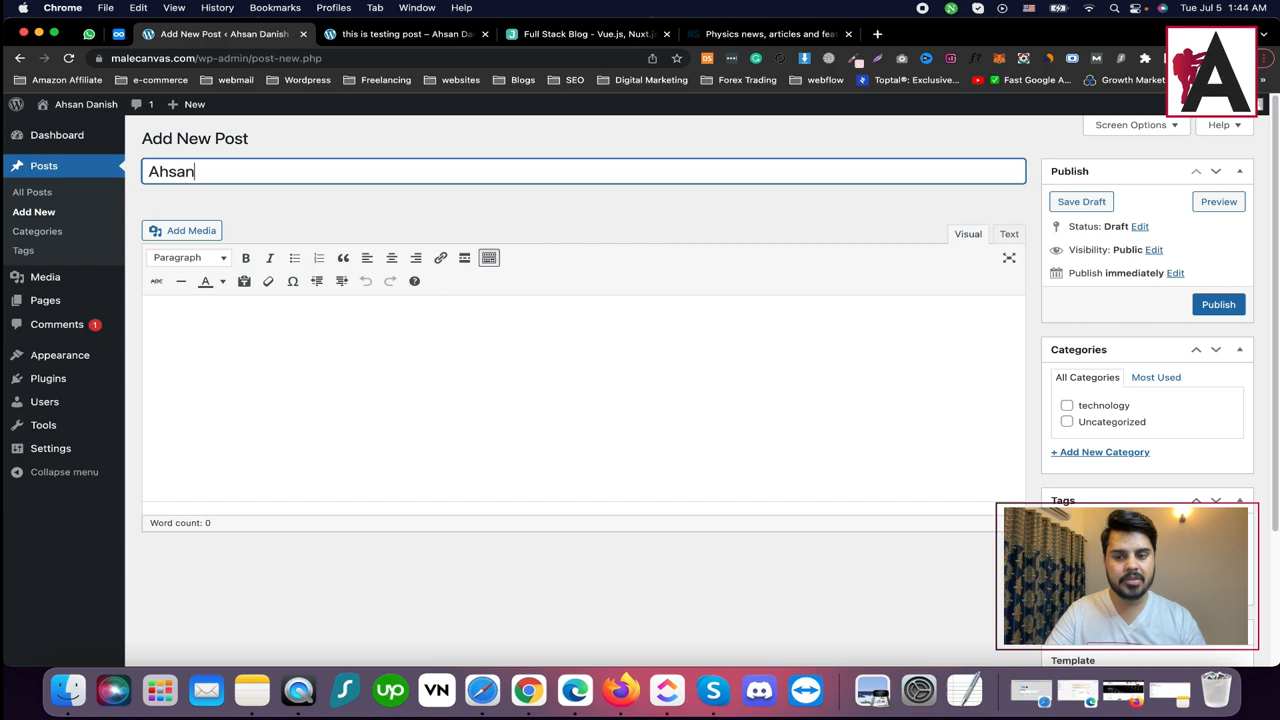 Chrome File Edit View History Bookmarks Profiles Tab Window Help Tue Jul 5 1:44 AM
Add New Post ‹ Ahsan Danish this is testing post – Ahsan Dan Full Stack Blog - Vue.js, Nuxt.js Physics news, articles and feat
malecanvas.com/wp-admin/post-new.php
Amazon Affiliate e-commerce webmail Wordpress Freelancing websites Blogs SEO Digital Marketing Forex Trading webflow Toptal®: Exclusive... Fast Google A... Growth Market
A
Ahsan Danish 1 New
Screen Options Help
Dashboard
Posts
All Posts
Add New
Categories
Tags
Media
Pages
Comments 1
Appearance
Plugins
Users
Tools
Settings
Collapse menu
Add New Post
Ahsan
Add Media
Visual Text
Paragraph B I
ABC A Ω ?
Word count: 0
Publish
Save Draft Preview
Status: Draft Edit
Visibility: Public Edit
Publish immediately Edit
Publish
Categories
All Categories Most Used
technology
Uncategorized
+ Add New Category
Tags
Template
up VN S